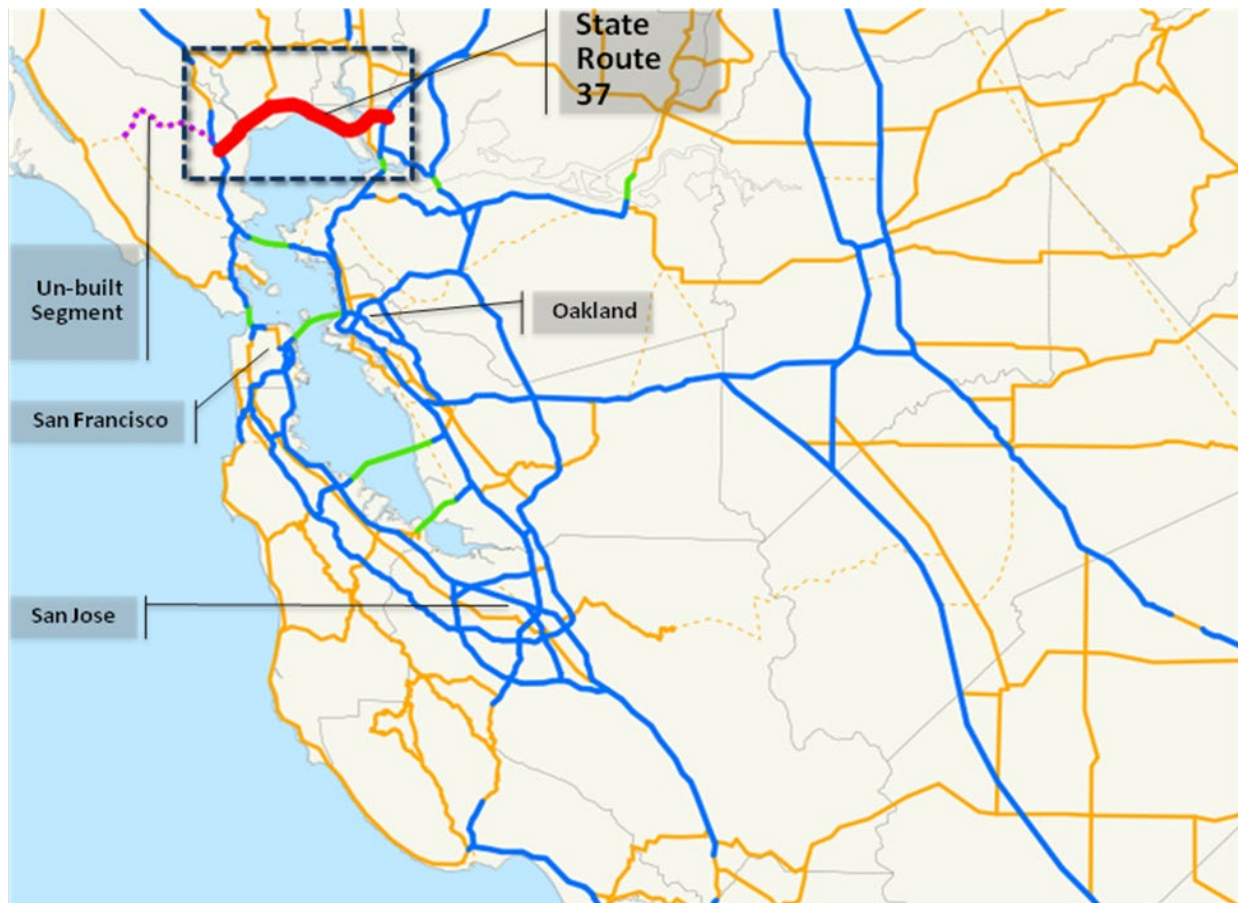 State
Route
37
Un-built
Segment
Oakland
San Francisco
San Jose